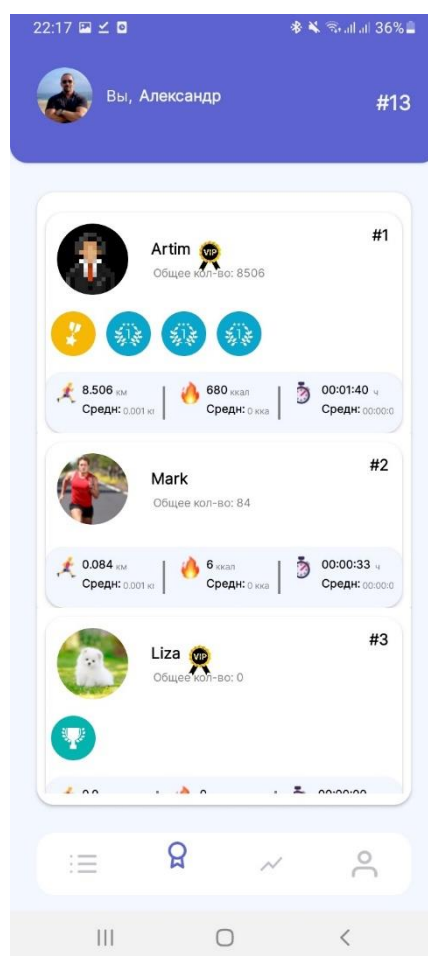 22:17 36%
Вы, Александр
#13
Artim VIP #1
Общее кол-во: 8506
8.506 км 680 ккал 00:01:40 ч
Средн: 0.001 кг Средн: 0 кка Средн: 00:00:0
Mark #2
Общее кол-во: 84
0.084 км 6 ккал 00:00:33 ч
Средн: 0.001 кг Средн: 0 кка Средн: 00:00:0
Liza VIP #3
Общее кол-во: 0